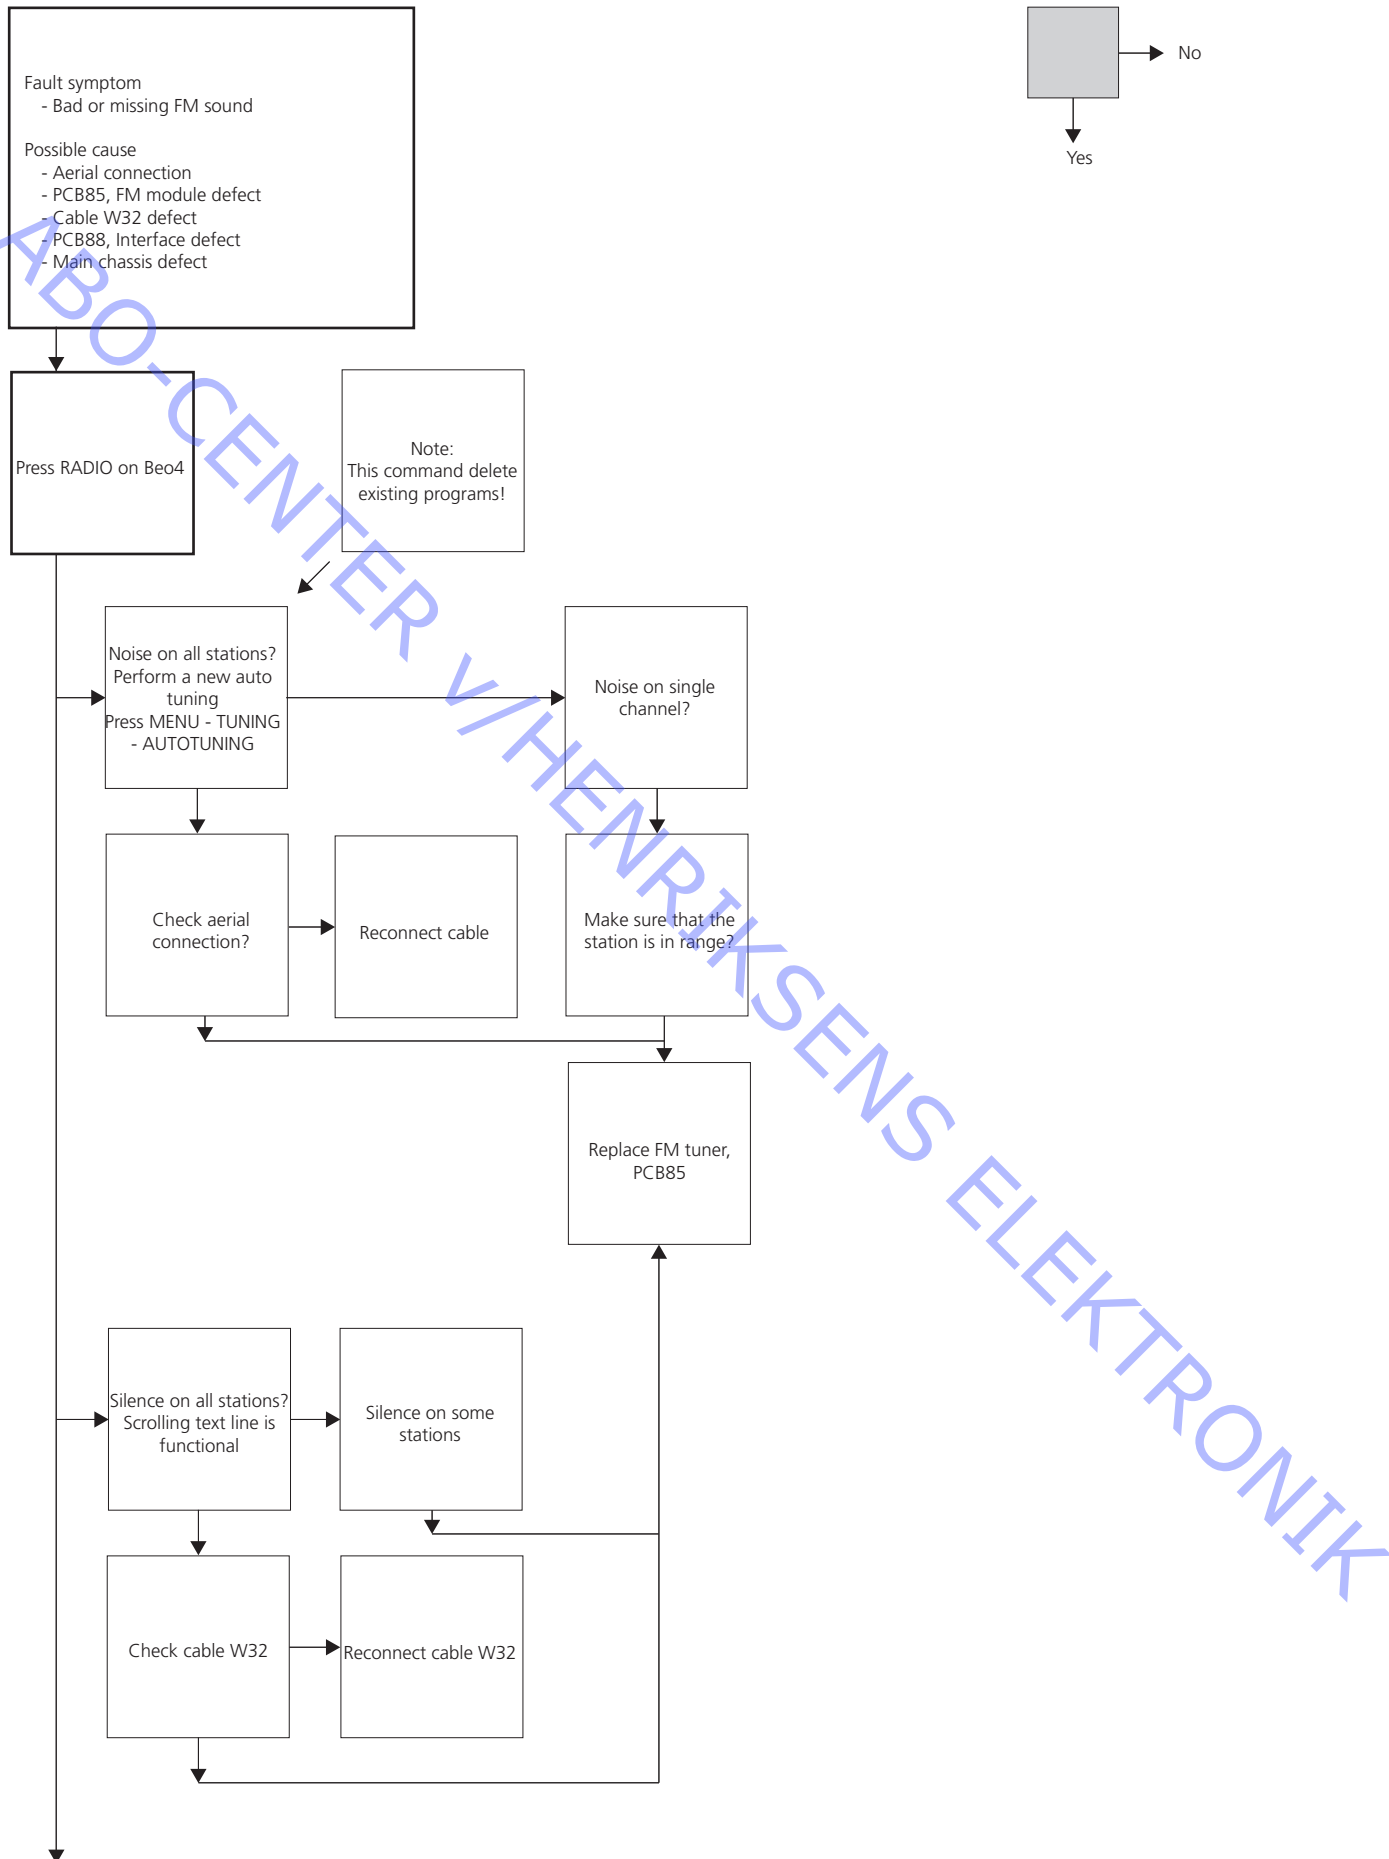 Fault symptom
- Bad or missing FM sound
Possible cause
- Aerial connection
- PCB85, FM module defect
- Cable W32 defect
- PCB88, Interface defect
- Main chassis defect
No
Yes
Press RADIO on Beo4
Note:
This command delete
existing programs!
Noise on all stations?
Perform a new auto
tuning
Press MENU - TUNING
- AUTOTUNING
Noise on single
channel?
Check aerial
connection?
Reconnect cable
Make sure that the
station is in range?
Replace FM tuner,
PCB85
Silence on all stations?
Scrolling text line is
functional
Silence on some
stations
Check cable W32
Reconnect cable W32
ABO-CENTER v/HENRIKSENS ELEKTRONIK